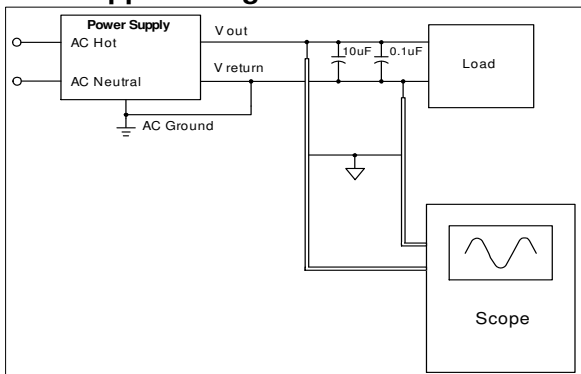 Power Supply
AC Hot
AC Neutral
V out
V return
AC Ground
10uF
0.1uF
Load
Scope